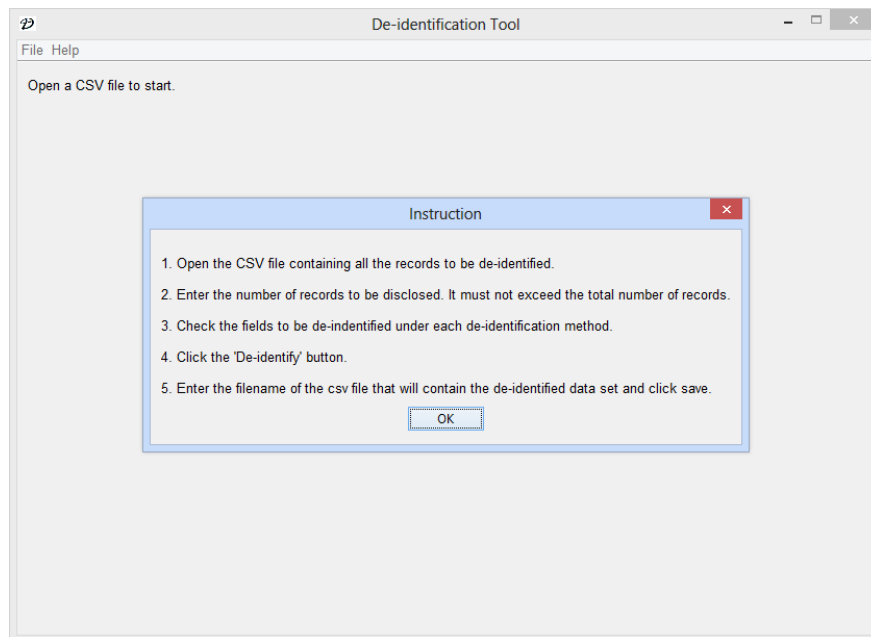 De-identification Tool
File Help
Open a CSV file to start.
Instruction
1. Open the CSV file containing all the records to be de-identified.
2. Enter the number of records to be disclosed. It must not exceed the total number of records.
3. Check the fields to be de-indentified under each de-identification method.
4. Click the 'De-identify' button.
5. Enter the filename of the csv file that will contain the de-identified data set and click save.
OK